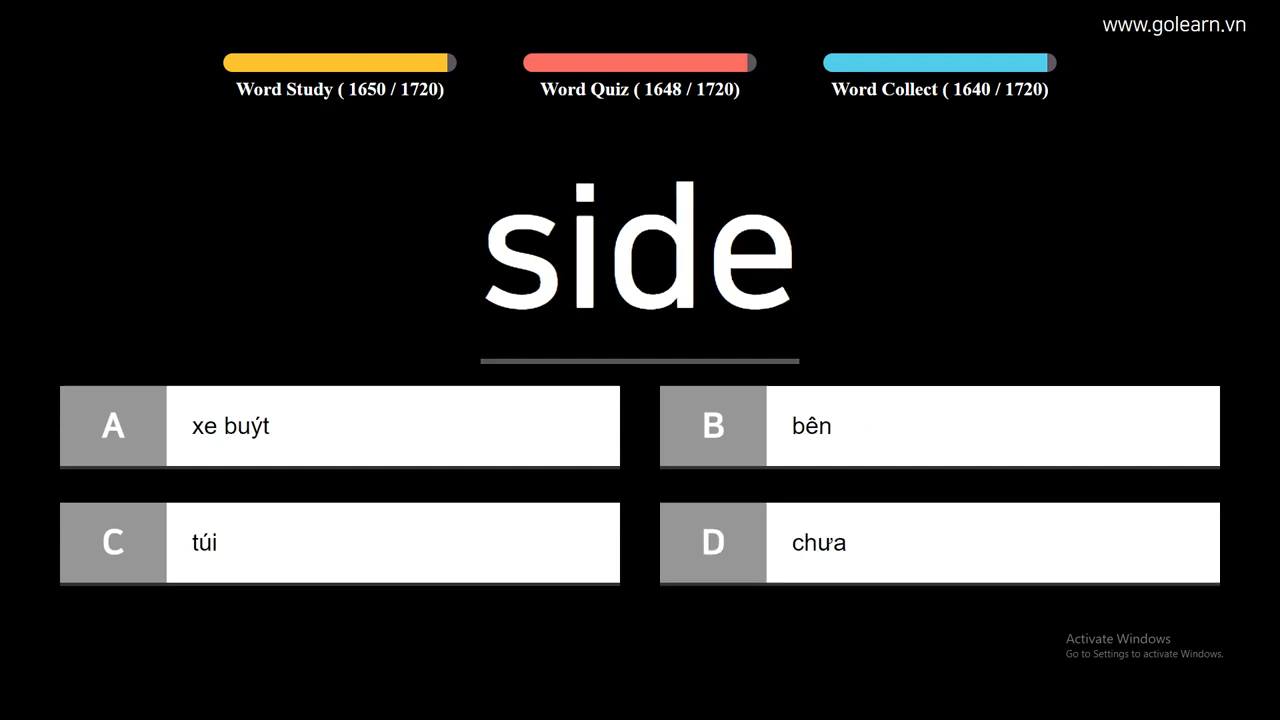 www.golearn.vn
Word Study ( 1650 / 1720)
Word Quiz ( 1648 / 1720)
Word Collect ( 1640 / 1720)
side
A xe buýt
B bên
C túi
D chưa
Activate Windows
Go to Settings to activate Windows.